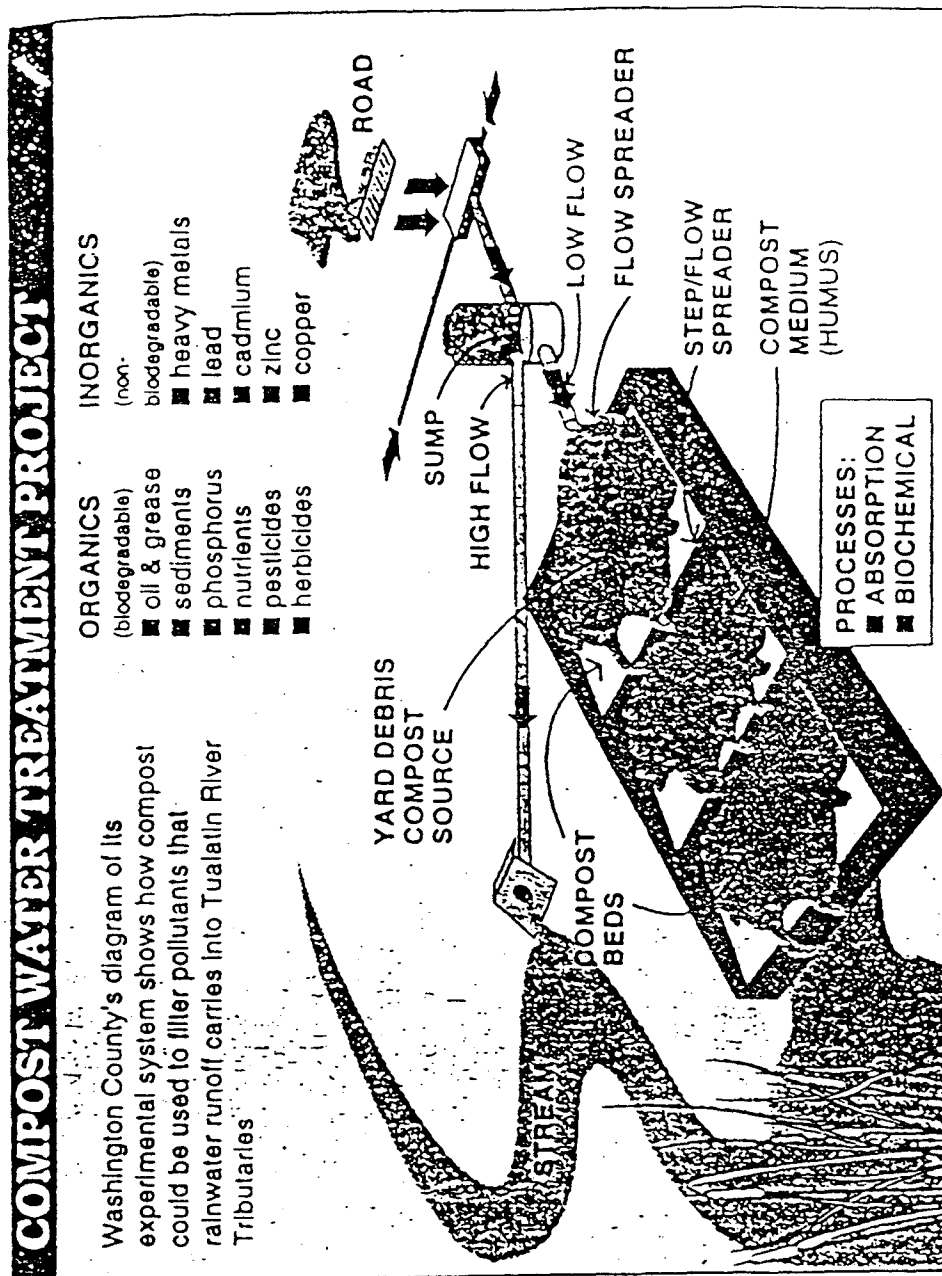 COMPOST WATER TREATMENT PROJECT
Washington County's diagram of its
experimental system shows how compost
could be used to filter pollutants that
rainwater runoff carries into Tualatin River
Tributaries
ORGANICS
(biodegradable)
■ oil & grease
■ sediments
■ phosphorus
■ nutrients
■ pesticides
■ herbicides
INORGANICS
(non-
biodegradable)
■ heavy metals
■ lead
■ cadmium
■ zinc
■ copper
ROAD
SUMP
HIGH FLOW
LOW FLOW
FLOW SPREADER
STEP/FLOW
SPREADER
COMPOST
MEDIUM
(HUMUS)
YARD DEBRIS
COMPOST
SOURCE
COMPOST
BEDS
STREAM
PROCESSES:
■ ABSORPTION
■ BIOCHEMICAL